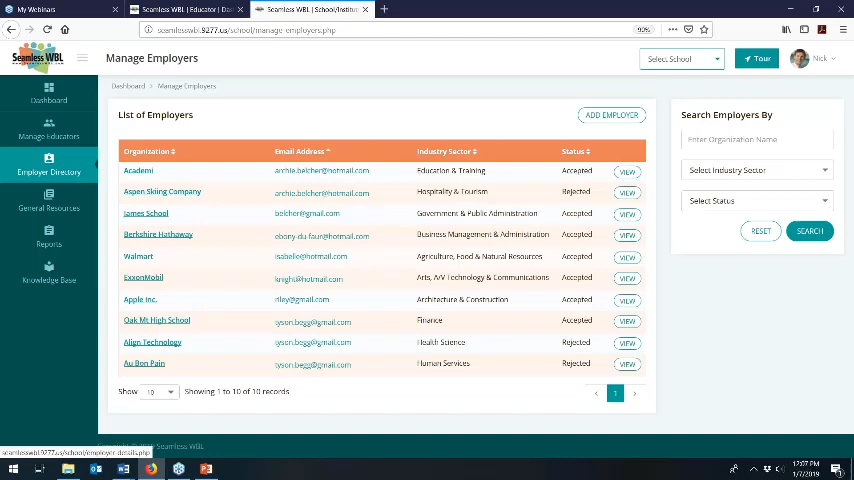 My Webinars
Seamless WBL | Educator | Das
Seamless WBL | School/Institut
seamlesswbl.9277.us/school/manage_employers.php
90%
Seamless WBL
Manage Employers
Select School
Tour
Nick
Dashboard
Manage Educators
Employer Directory
General Resources
Reports
Knowledge Base
Dashboard > Manage Employers
List of Employers
ADD EMPLOYER
Organization Email Address Industry Sector Status
Academi archie.belcher@hotmail.com Education & Training Accepted VIEW
Aspen Skiing Company archie.belcher@hotmail.com Hospitality & Tourism Rejected VIEW
James School belcher@gmail.com Government & Public Administration Accepted VIEW
Berkshire Hathaway ebony-du-faur@hotmail.com Business Management & Administration Accepted VIEW
Walmart isabelle@hotmail.com Agriculture, Food & Natural Resources Accepted VIEW
ExxonMobil knight@hotmail.com Arts, A/V Technology & Communications Accepted VIEW
Apple Inc. riley@gmail.com Architecture & Construction Accepted VIEW
Oak Mt High School tyson.begg@gmail.com Finance Accepted VIEW
Align Technology tyson.begg@gmail.com Health Science Rejected VIEW
Au Bon Pain tyson.begg@gmail.com Human Services Rejected VIEW
Show 10 Showing 1 to 10 of 10 records
< 1 >
Search Employers By
Enter Organization Name
Select Industry Sector
Select Status
RESET SEARCH
Seamless WBL
seamlesswbl.9277.us/school/employer_details.php
12:07 PM
1/7/2019